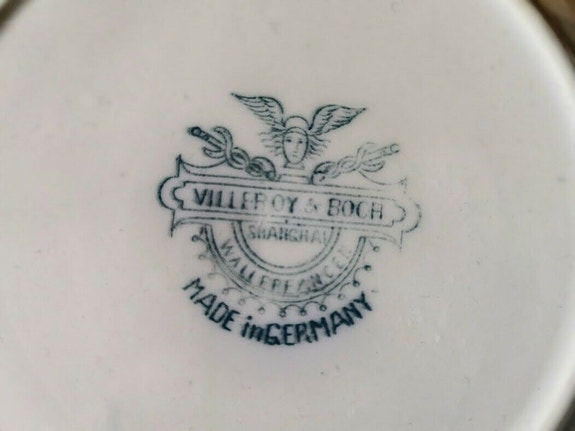 VILLEROY & BOCH
SHANGHAI
WALLERFANGEN
MADE in GERMANY